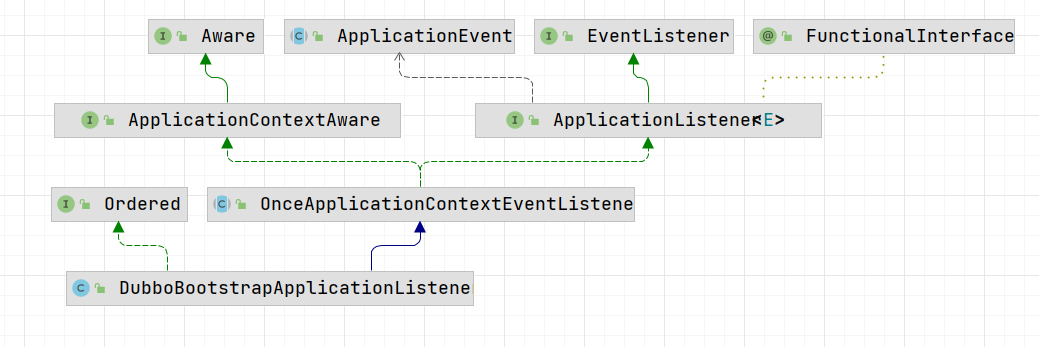 I Aware
C ApplicationEvent
I EventListener
@ FunctionalInterface
I ApplicationContextAware
I ApplicationListener<E>
I Ordered
C OnceApplicationContextEventListene
C DubboBootstrapApplicationListene